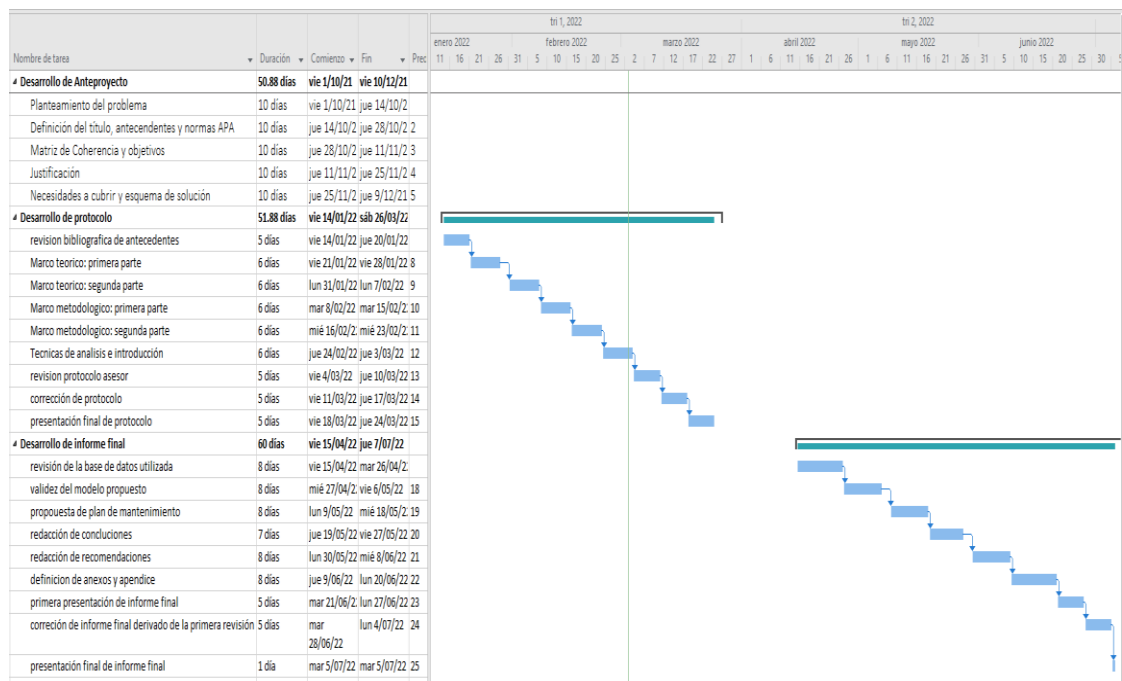 tri 1, 2022 tri 2, 2022
enero 2022 febrero 2022 marzo 2022 abril 2022 mayo 2022 junio 2022
Nombre de tarea Duración Comienzo Fin Prec 11 16 21 26 31 5 10 15 20 25 2 7 12 17 22 27 1 6 11 16 21 26 1 6 11 16 21 26 31 5 10 15 20 25 30
Desarrollo de Anteproyecto 50.88 días vie 1/10/21 vie 10/12/21
Planteamiento del problema 10 días vie 1/10/21 jue 14/10/2
Definición del título, antecedentes y normas APA 10 días jue 14/10/2 jue 28/10/2 2
Matriz de Coherencia y objetivos 10 días jue 28/10/2 jue 11/11/2 3
Justificación 10 días jue 11/11/2 jue 25/11/2 4
Necesidades a cubrir y esquema de solución 10 días jue 25/11/2 jue 9/12/21 5
Desarrollo de protocolo 51.88 días vie 14/01/22 sáb 26/03/22
revision bibliografica de antecedentes 5 días vie 14/01/22 jue 20/01/22
Marco teorico: primera parte 6 días vie 21/01/22 vie 28/01/22 8
Marco teorico: segunda parte 6 días lun 31/01/22 lun 7/02/22 9
Marco metodologico: primera parte 6 días mar 8/02/22 mar 15/02/2 10
Marco metodologico: segunda parte 6 días mié 16/02/2 mié 23/02/2 11
Tecnicas de analisis e introducción 6 días jue 24/02/22 jue 3/03/22 12
revision protocolo asesor 5 días vie 4/03/22 jue 10/03/22 13
corrección de protocolo 5 días vie 11/03/22 jue 17/03/22 14
presentación final de protocolo 5 días vie 18/03/22 jue 24/03/22 15
Desarrollo de informe final 60 días vie 15/04/22 jue 7/07/22
revisión de la base de datos utilizada 8 días vie 15/04/22 mar 26/04/2
validez del modelo propuesto 8 días mié 27/04/2 vie 6/05/22 18
propouesta de plan de mantenimiento 8 días lun 9/05/22 mié 18/05/2 19
redacción de concluciones 7 días jue 19/05/22 vie 27/05/22 20
redacción de recomendaciones 8 días lun 30/05/22 mié 8/06/22 21
definicion de anexos y apendice 8 días jue 9/06/22 lun 20/06/22 22
primera presentación de informe final 5 días mar 21/06/2 lun 27/06/22 23
correción de informe final derivado de la primera revisión 5 días mar lun 4/07/22 24
28/06/22
presentación final de informe final 1 día mar 5/07/22 mar 5/07/22 25